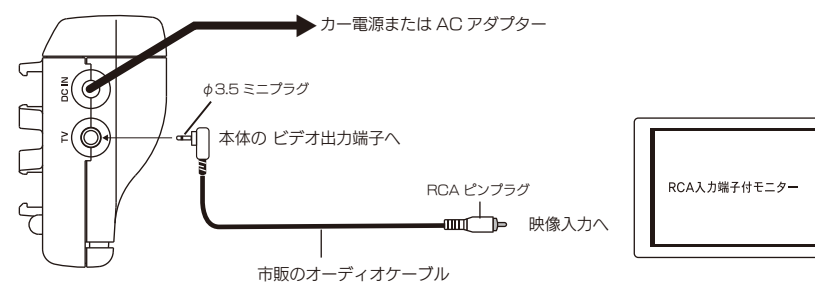 カー電源または AC アダプター
DC IN
φ3.5 ミニプラグ
TV
本体の ビデオ出力端子へ
RCA入力端子付モニター
RCA ピンプラグ
映像入力へ
市販のオーディオケーブル